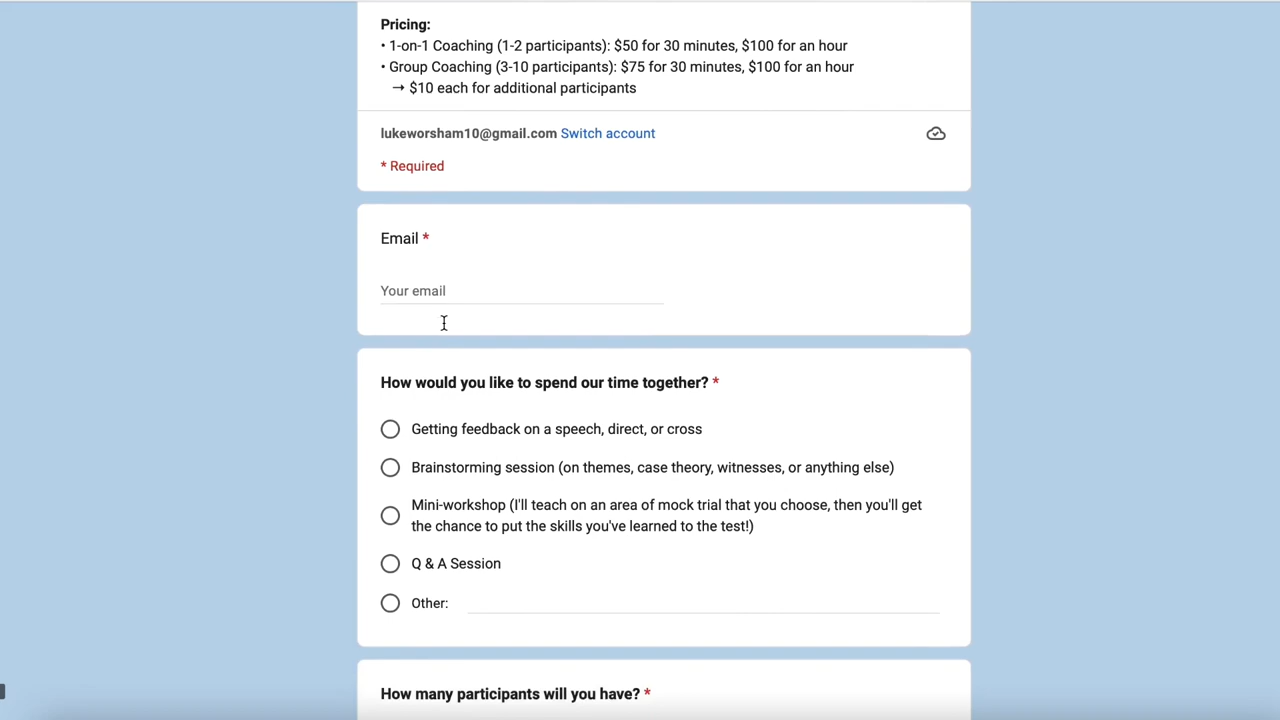 Pricing:
• 1-on-1 Coaching (1-2 participants): $50 for 30 minutes, $100 for an hour
• Group Coaching (3-10 participants): $75 for 30 minutes, $100 for an hour
→ $10 each for additional participants
lukeworsham10@gmail.com Switch account
* Required
Email *
Your email
How would you like to spend our time together? *
Getting feedback on a speech, direct, or cross
Brainstorming session (on themes, case theory, witnesses, or anything else)
Mini-workshop (I'll teach on an area of mock trial that you choose, then you'll get
the chance to put the skills you've learned to the test!)
Q & A Session
Other:
How many participants will you have? *